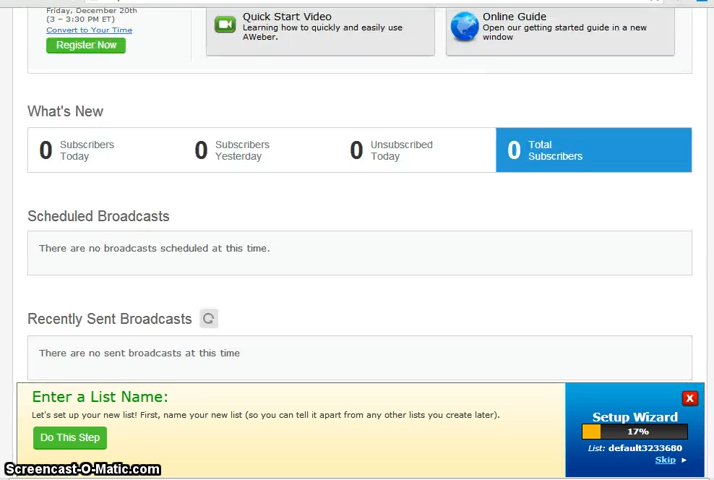 Friday, December 20th
(3 – 3:30 PM ET)
Convert to Your Time
Register Now
Quick Start Video
Learning how to quickly and easily use
AWeber.
Online Guide
Open our getting started guide in a new
window
What's New
0 Subscribers Today
0 Subscribers Yesterday
0 Unsubscribed Today
0 Total Subscribers
Scheduled Broadcasts
There are no broadcasts scheduled at this time.
Recently Sent Broadcasts
There are no sent broadcasts at this time
Enter a List Name:
Let's set up your new list! First, name your new list (so you can tell it apart from any other lists you create later).
Do This Step
Setup Wizard
17%
List: default3233680
Skip
Screencast-O-Matic.com